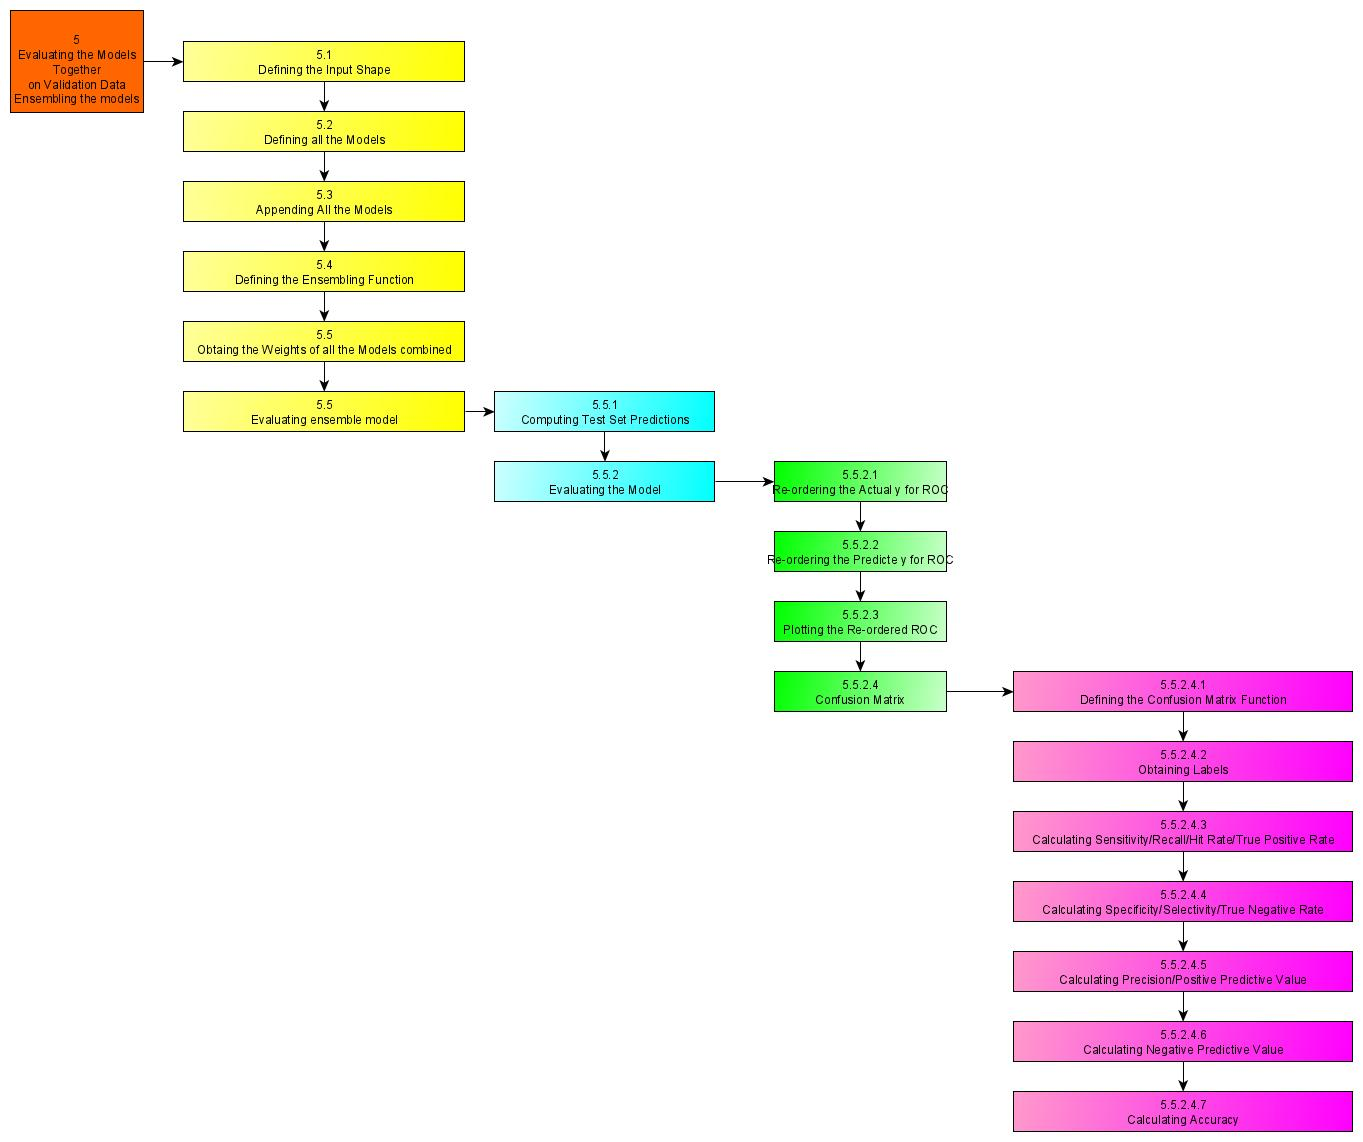 5
Evaluating the Models
Together
on Validation Data
Ensembling the models
5.1
Defining the Input Shape
5.2
Defining all the Models
5.3
Appending All the Models
5.4
Defining the Ensembling Function
5.5
Obtaing the Weights of all the Models combined
5.5
Evaluating ensemble model
5.5.1
Computing Test Set Predictions
5.5.2
Evaluating the Model
5.5.2.1
Re-ordering the Actual y for ROC
5.5.2.2
Re-ordering the Predicte y for ROC
5.5.2.3
Plotting the Re-ordered ROC
5.5.2.4
Confusion Matrix
5.5.2.4.1
Defining the Confusion Matrix Function
5.5.2.4.2
Obtaining Labels
5.5.2.4.3
Calculating Sensitivity/Recall/Hit Rate/True Positive Rate
5.5.2.4.4
Calculating Specificity/Selectivity/True Negative Rate
5.5.2.4.5
Calculating Precision/Positive Predictive Value
5.5.2.4.6
Calculating Negative Predictive Value
5.5.2.4.7
Calculating Accuracy